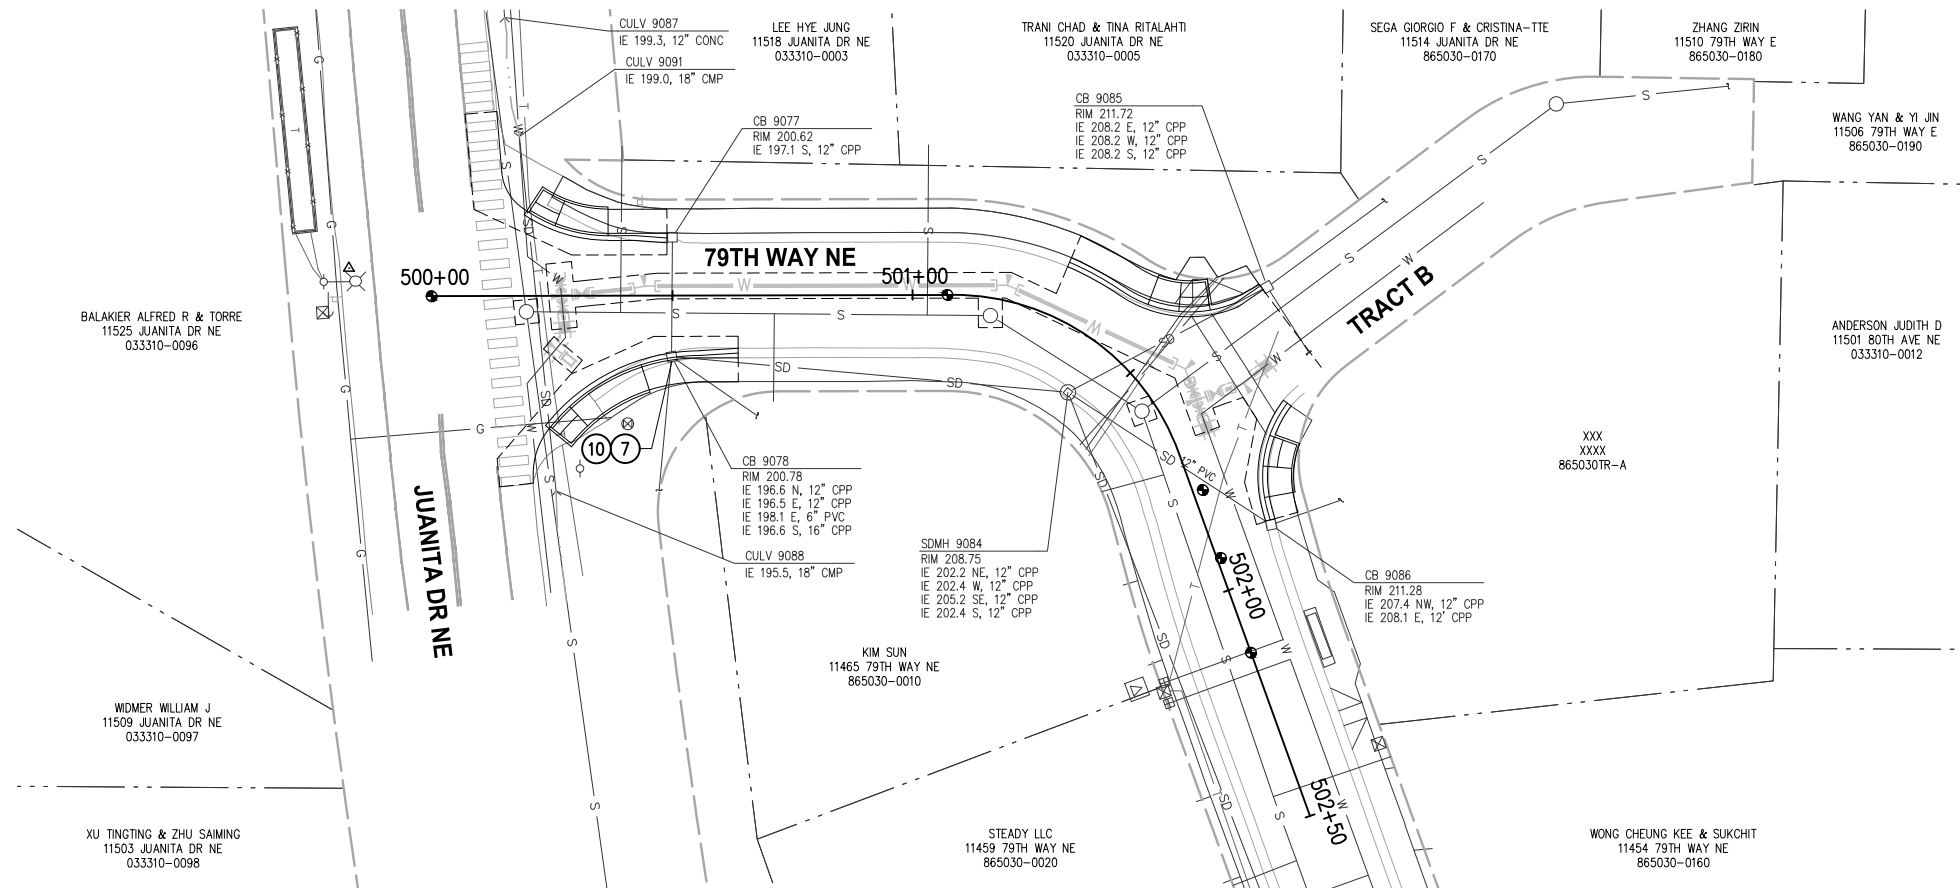 CULV 9087
IE 199.3, 12" CONC
CULV 9091
IE 199.0, 18" CMP
LEE HYE JUNG
11518 JUANITA DR NE
033310-0003
TRANI CHAD & TINA RITALAHTI
11520 JUANITA DR NE
033310-0005
SEGA GIORGIO F & CRISTINA-TTE
11514 JUANITA DR NE
865030-0170
ZHANG ZIRIN
11510 79TH WAY E
865030-0180
WANG YAN & YI JIN
11506 79TH WAY E
865030-0190
CB 9077
RIM 200.62
IE 197.1 S, 12" CPP
CB 9085
RIM 211.72
IE 208.2 E, 12" CPP
IE 208.2 W, 12" CPP
IE 208.2 S, 12" CPP
79TH WAY NE
500+00
501+00
TRACT B
BALAKIER ALFRED R & TORRE
11525 JUANITA DR NE
033310-0096
ANDERSON JUDITH D
11501 80TH AVE NE
033310-0012
XXX
XXXX
865030TR-A
10
7
SD 12" PVC
JUANITA DR NE
CB 9078
RIM 200.78
IE 196.6 N, 12" CPP
IE 196.5 E, 12" CPP
IE 198.1 E, 6" PVC
IE 196.6 S, 16" CPP
CULV 9088
IE 195.5, 18" CMP
SDMH 9084
RIM 208.75
IE 202.2 NE, 12" CPP
IE 202.4 W, 12" CPP
IE 205.2 SE, 12" CPP
IE 202.4 S, 12" CPP
502+00
CB 9086
RIM 211.28
IE 207.4 NW, 12" CPP
IE 208.1 E, 12' CPP
KIM SUN
11465 79TH WAY NE
865030-0010
WIDMER WILLIAM J
11509 JUANITA DR NE
033310-0097
502+50
XU TINGTING & ZHU SAIMING
11503 JUANITA DR NE
033310-0098
STEADY LLC
11459 79TH WAY NE
865030-0020
WONG CHEUNG KEE & SUKCHIT
11454 79TH WAY NE
865030-0160